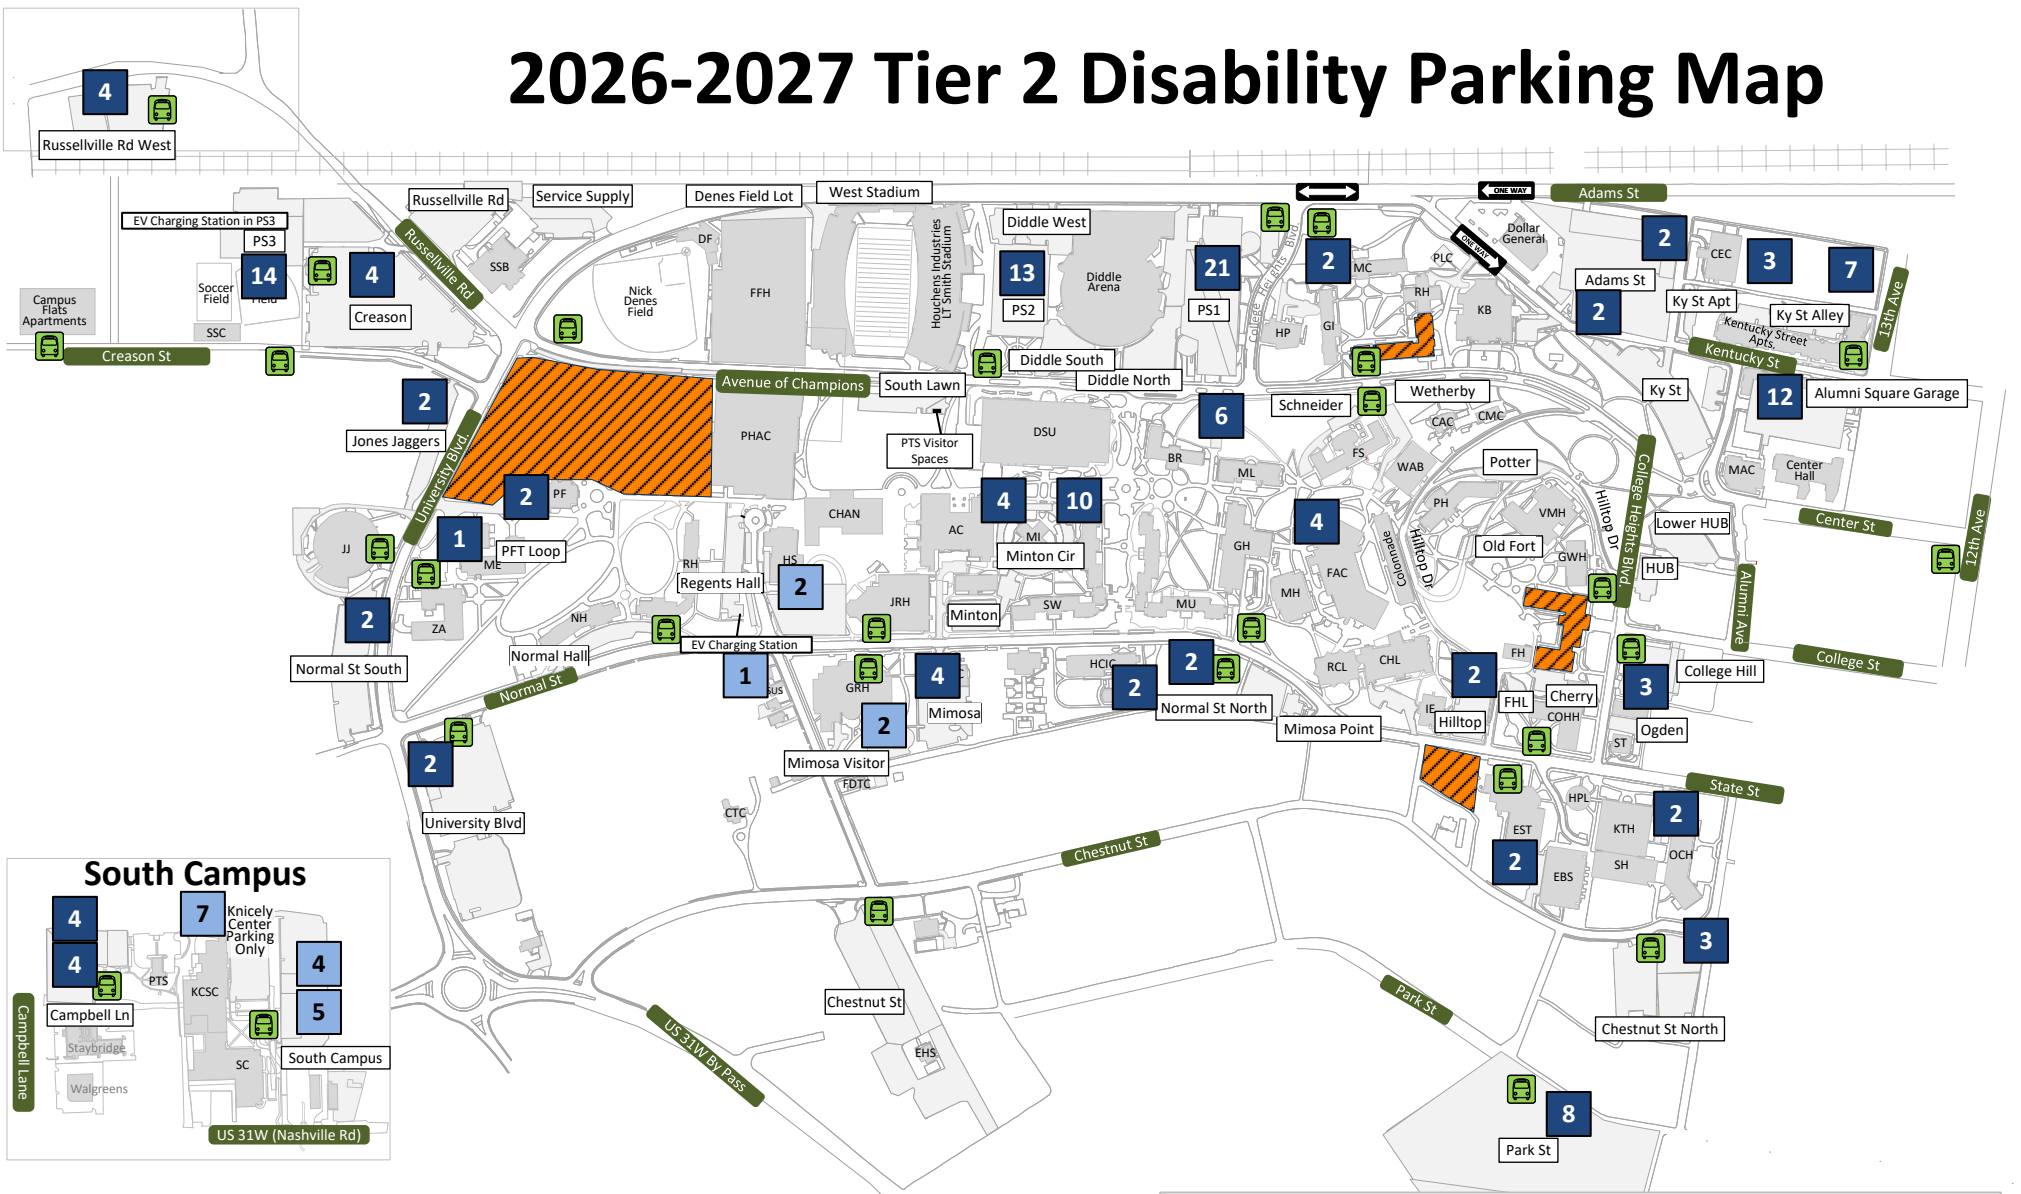 2026-2027 Tier 2 Disability Parking Map
4
Russellville Rd West
Russellville Rd
Service Supply
Denes Field Lot
West Stadium
EV Charging Station in PS3
PS3
14
Soccer
Field
Field
SSC
4
Creason
Russellville Rd
SSB
DF
Nick
Denes
Field
FFH
Houchens Industries
LT Smith Stadium
Diddle West
13
PS2
Diddle
Arena
21
PS1
College Heights Blvd.
2
MC
PLC
ONE WAY
ONE WAY
Adams St
Dollar
General
2
CEC
3
7
Adams St
2
Ky St Apt
Ky St Alley
Kentucky Street
Apts.
13th Ave
Kentucky St
HP
GI
RH
KB
Campus
Flats
Apartments
Creason St
2
Jones Jaggers
University Blvd.
Avenue of Champions
South Lawn
Diddle South
Diddle North
Schneider
Wetherby
Ky St
12
Alumni Square Garage
6
PHAC
PTS Visitor
Spaces
DSU
BR
ML
FS
CAC
CMC
WAB
Potter
MAC
Center
Hall
2
PF
CHAN
AC
4
10
MI
Minton Cir
4
PH
VMH
Hilltop Dr
College Heights Blvd.
Lower HUB
Center St
12th Ave
JJ
1
ME
PFT Loop
RH
Regents Hall
HS
2
JRH
Minton
SW
MU
GH
FAC
MH
Colonnade
Hilltop Dr
Old Fort
GWH
HUB
Alumni Ave
2
ZA
NH
Normal Hall
EV Charging Station
Normal St South
Normal St
1
sus
GRH
4
C
Mimosa
2
Mimosa Visitor
FDTC
HCIC
2
2
Normal St North
RCL
CHL
Mimosa Point
2
IE
Hilltop
FH
FHL
Cherry
COHH
3
College Hill
College St
Ogden
ST
2
University Blvd
CTC
Chestnut St
State St
HPL
EST
2
EBS
KTH
SH
2
OCH
3
Chestnut St North
South Campus
4
4
7
Knicely
Center
Parking
Only
4
5
PTS
KCSC
Campbell Ln
Campbell Lane
Staybridge
Walgreens
SC
South Campus
US 31W (Nashville Rd)
US 31W By Pass
Chestnut St
EHS
Park St
8
Park St